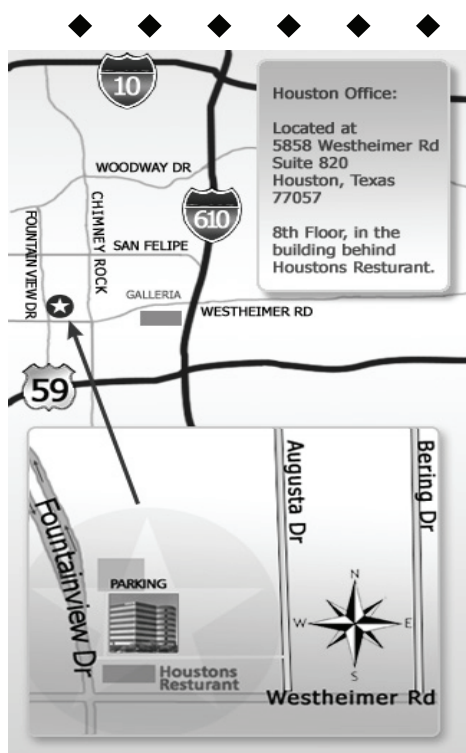 10
Houston Office:
Located at
5858 Westheimer Rd
Suite 820
Houston, Texas
77057
8th Floor, in the
building behind
Houstons Resturant.
WOODWAY DR
CHIMNEY ROCK
610
FOUNTAIN VIEW DR
SAN FELIPE
GALLERIA
WESTHEIMER RD
59
Fountainview Dr
Augusta Dr
Bering Dr
PARKING
N
W
E
S
Houstons
Resturant
Westheimer Rd